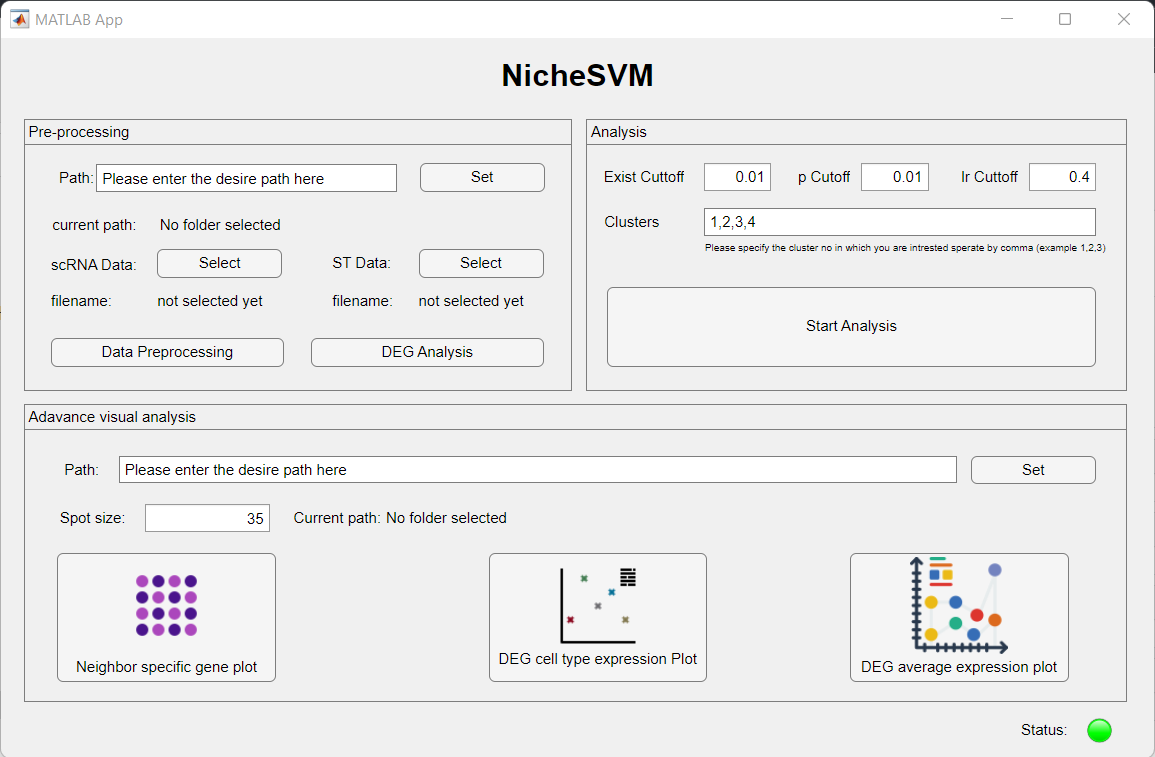 MATLAB App
NicheSVM
Pre-processing
Path: Please enter the desire path here Set
current path: No folder selected
scRNA Data: Select ST Data: Select
filename: not selected yet filename: not selected yet
Data Preprocessing DEG Analysis
Analysis
Exist Cuttoff 0.01 p Cutoff 0.01 lr Cuttoff 0.4
Clusters 1,2,3,4
Please specify the cluster no in which you are intrested sperate by comma (example 1,2,3)
Start Analysis
Adavance visual analysis
Path: Please enter the desire path here Set
Spot size: 35 Current path: No folder selected
Neighbor specific gene plot
DEG cell type expression Plot
DEG average expression plot
Status: